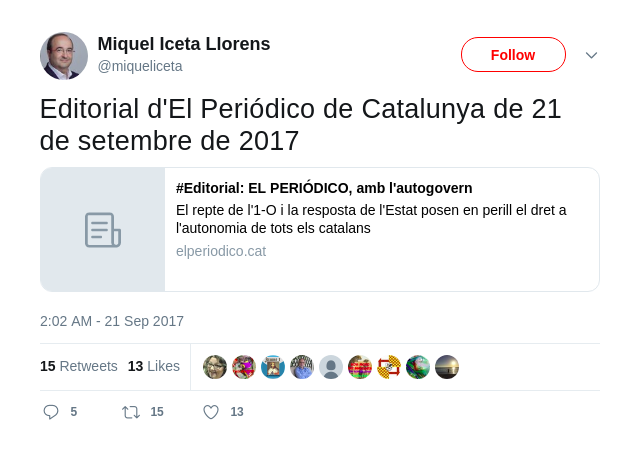 Miquel Iceta Llorens
@miqueliceta
Follow
Editorial d'El Periódico de Catalunya de 21
de setembre de 2017
#Editorial: EL PERIÓDICO, amb l'autogovern
El repte de l'1-O i la resposta de l'Estat posen en perill el dret a
l'autonomia de tots els catalans
elperiodico.cat
2:02 AM - 21 Sep 2017
15 Retweets 13 Likes
5 15 13